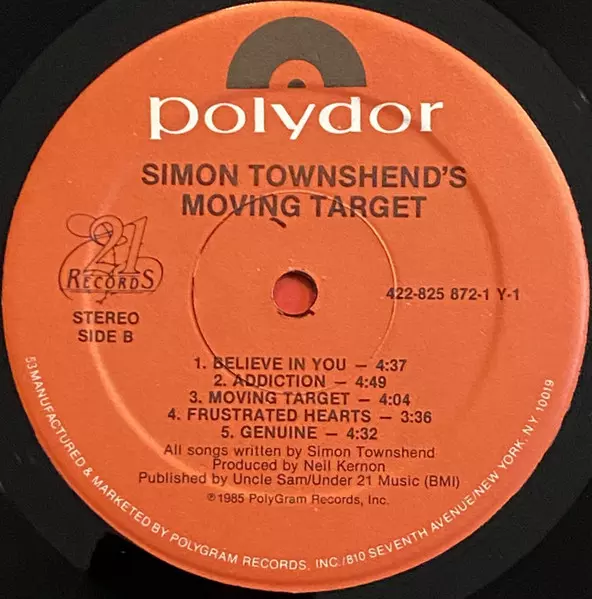 polydor
SIMON TOWNSHEND'S
MOVING TARGET
21
RECORDS
STEREO
SIDE B
422-825 872-1 Y-1
1. BELIEVE IN YOU — 4:37
2. ADDICTION — 4:49
3. MOVING TARGET — 4:04
4. FRUSTRATED HEARTS — 3:36
5. GENUINE — 4:32
All songs written by Simon Townshend
Produced by Neil Kernon
Published by Uncle Sam/Under 21 Music (BMI)
℗1985 PolyGram Records, Inc.
53 MANUFACTURED & MARKETED BY POLYGRAM RECORDS, INC./810 SEVENTH AVENUE/NEW YORK, NY 10019